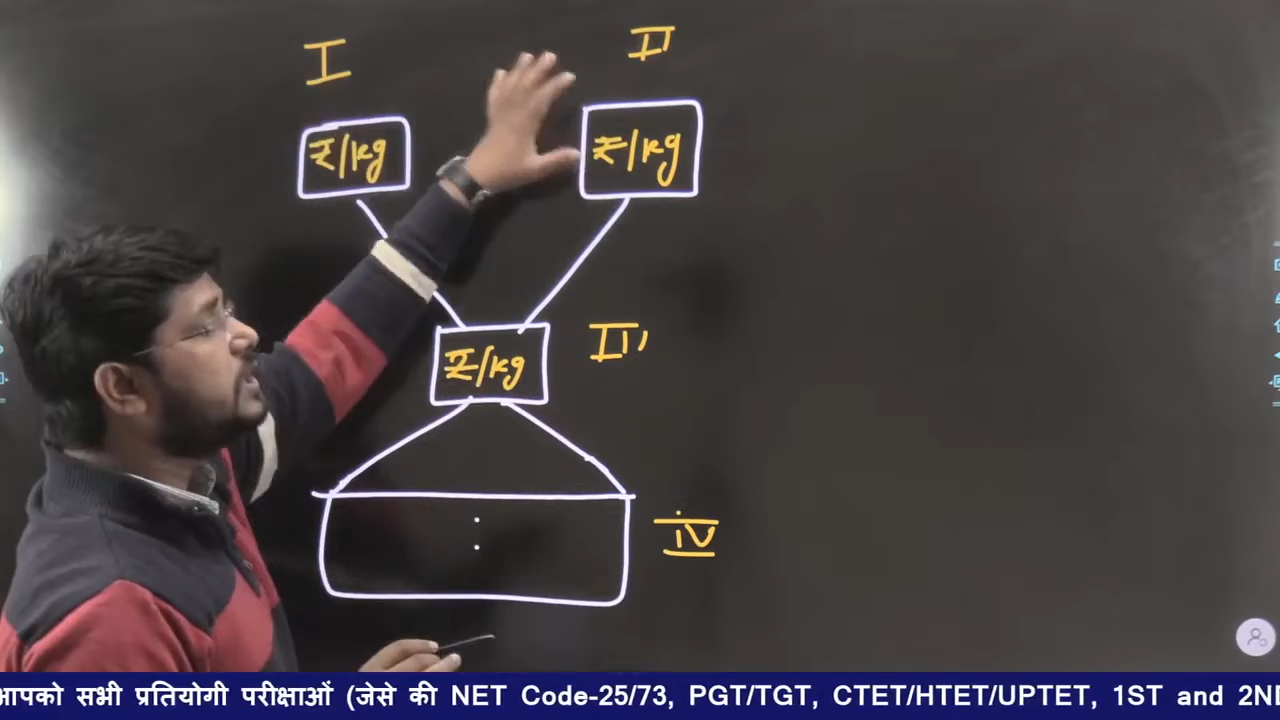 I
II
₹/kg
₹/kg
₹/kg
III
:
IV
आपको सभी प्रतियोगी परीक्षाओं (जेसे की NET Code-25/73, PGT/TGT, CTET/HTET/UPTET, 1ST and 2N